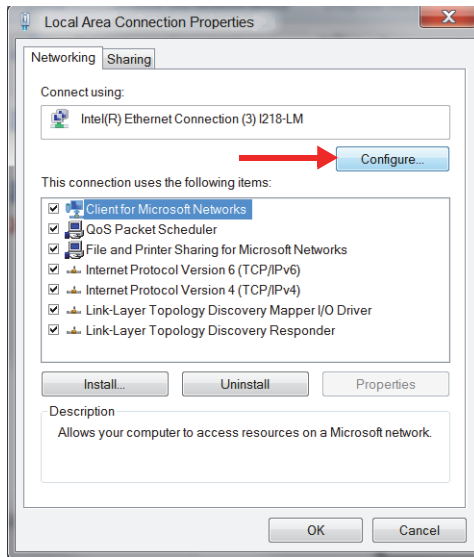 Local Area Connection Properties
X
Networking Sharing
Connect using:
Intel(R) Ethernet Connection (3) I218-LM
Configure...
This connection uses the following items:
Client for Microsoft Networks
QoS Packet Scheduler
File and Printer Sharing for Microsoft Networks
Internet Protocol Version 6 (TCP/IPv6)
Internet Protocol Version 4 (TCP/IPv4)
Link-Layer Topology Discovery Mapper I/O Driver
Link-Layer Topology Discovery Responder
Install... Uninstall Properties
Description
Allows your computer to access resources on a Microsoft network.
OK Cancel